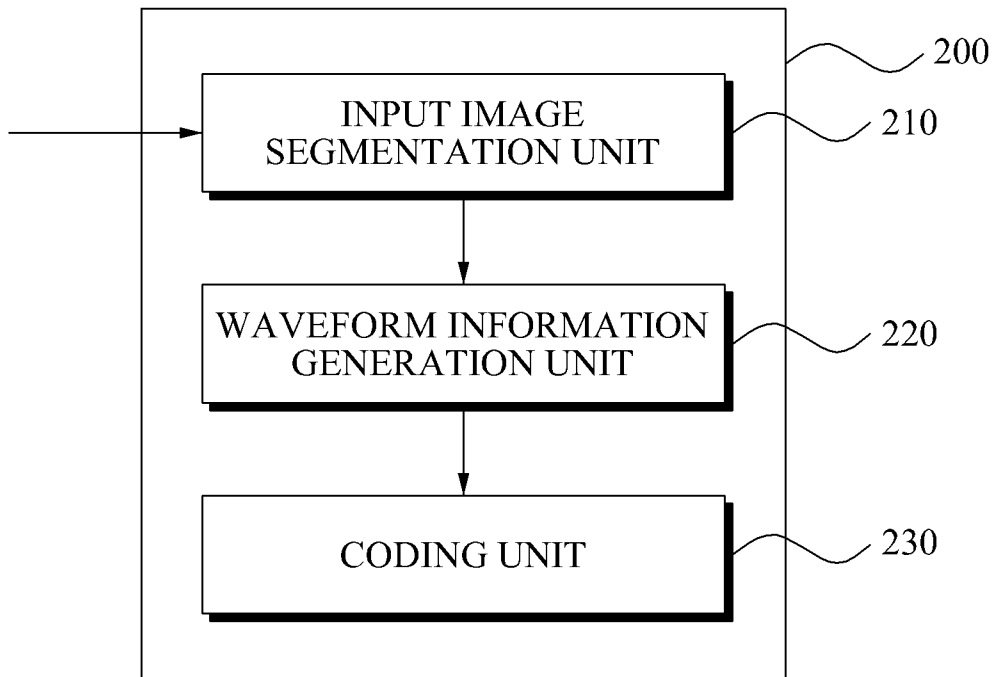 200
INPUT IMAGE
SEGMENTATION UNIT
210
WAVEFORM INFORMATION
GENERATION UNIT
220
CODING UNIT
230